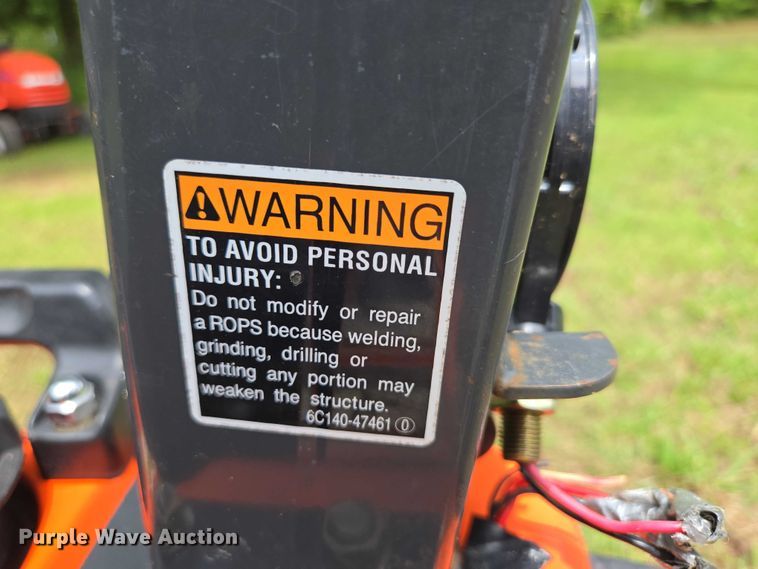 WARNING
TO AVOID PERSONAL
INJURY:
Do not modify or repair
a ROPS because welding,
grinding, drilling or
cutting any portion may
weaken the structure.
6C140-47461 0
Purple Wave Auction